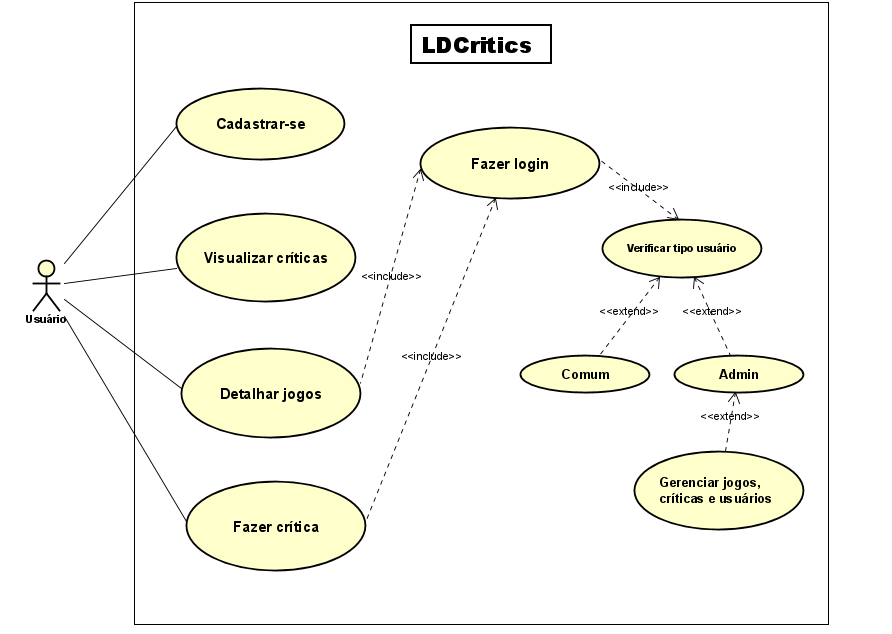 LDCritics
Cadastrar-se
Fazer login
<<include>>
Visualizar críticas
Verificar tipo usuário
<<include>>
Usuário
<<extend>>
<<extend>>
<<include>>
Detalhar jogos
Comum
Admin
<<extend>>
Gerenciar jogos,
críticas e usuários
Fazer crítica